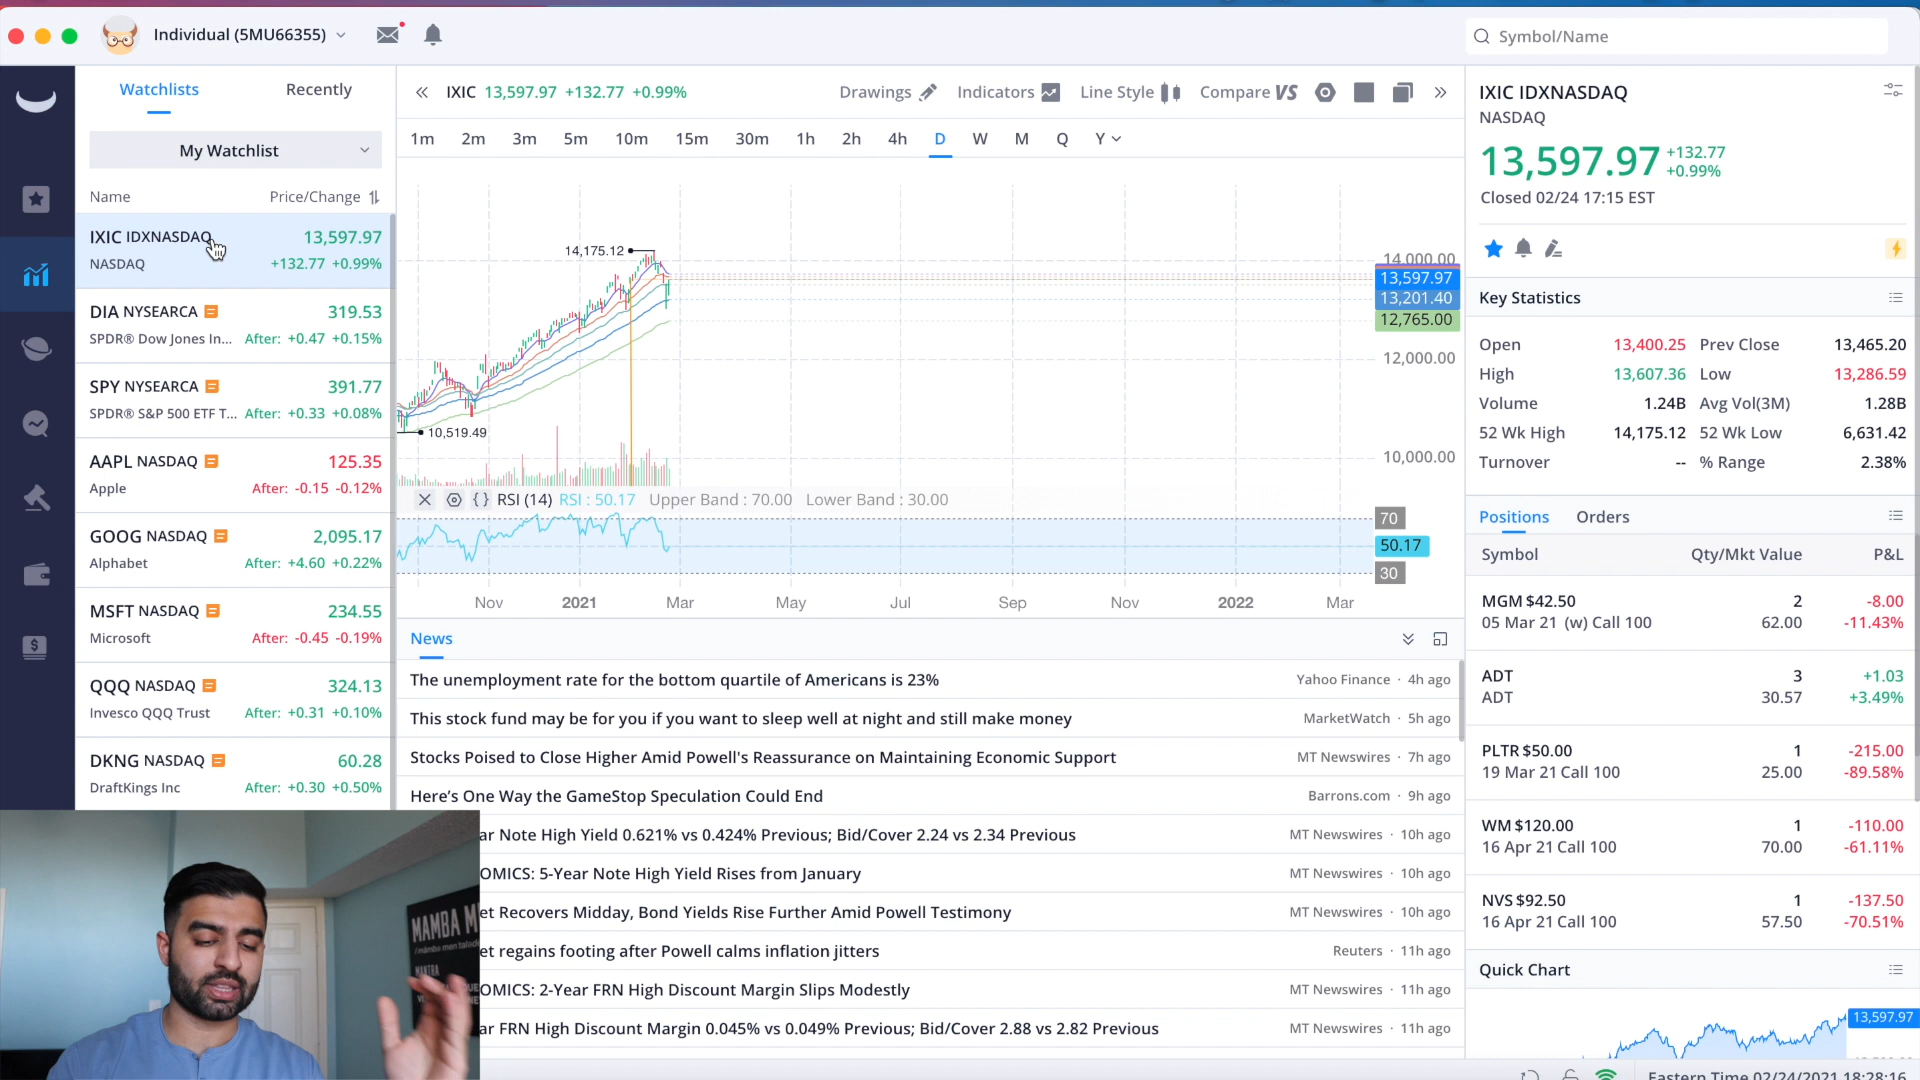 Individual (5MU66355)
Symbol/Name
Watchlists Recently
My Watchlist
Name Price/Change
IXIC IDXNASDAQ 13,597.97
NASDAQ +132.77 +0.99%
DIA NYSEARCA 319.53
SPDR® Dow Jones In... After: +0.47 +0.15%
SPY NYSEARCA 391.77
SPDR® S&P 500 ETF T... After: +0.33 +0.08%
AAPL NASDAQ 125.35
Apple After: -0.15 -0.12%
GOOG NASDAQ 2,095.17
Alphabet After: +4.60 +0.22%
MSFT NASDAQ 234.55
Microsoft After: -0.45 -0.19%
QQQ NASDAQ 324.13
Invesco QQQ Trust After: +0.31 +0.10%
DKNG NASDAQ 60.28
DraftKings Inc After: +0.30 +0.50%
IXIC 13,597.97 +132.77 +0.99% Drawings Indicators Line Style Compare VS
1m 2m 3m 5m 10m 15m 30m 1h 2h 4h D W M Q Y
14,175.12
14,000.00
13,597.97
13,201.40
12,765.00
12,000.00
10,519.49
10,000.00
RSI (14) RSI : 50.17 Upper Band : 70.00 Lower Band : 30.00
70
50.17
30
Nov 2021 Mar May Jul Sep Nov 2022 Mar
News
The unemployment rate for the bottom quartile of Americans is 23% Yahoo Finance · 4h ago
This stock fund may be for you if you want to sleep well at night and still make money MarketWatch · 5h ago
Stocks Poised to Close Higher Amid Powell's Reassurance on Maintaining Economic Support MT Newswires · 7h ago
Here's One Way the GameStop Speculation Could End Barrons.com · 9h ago
ar Note High Yield 0.621% vs 0.424% Previous; Bid/Cover 2.24 vs 2.34 Previous MT Newswires · 10h ago
OMICS: 5-Year Note High Yield Rises from January MT Newswires · 10h ago
et Recovers Midday, Bond Yields Rise Further Amid Powell Testimony MT Newswires · 10h ago
et regains footing after Powell calms inflation jitters Reuters · 11h ago
OMICS: 2-Year FRN High Discount Margin Slips Modestly MT Newswires · 11h ago
ar FRN High Discount Margin 0.045% vs 0.049% Previous; Bid/Cover 2.88 vs 2.82 Previous MT Newswires · 11h ago
MAMBA M
MANTRA
IXIC IDXNASDAQ
NASDAQ
13,597.97 +132.77
+0.99%
Closed 02/24 17:15 EST
Key Statistics
Open 13,400.25 Prev Close 13,465.20
High 13,607.36 Low 13,286.59
Volume 1.24B Avg Vol(3M) 1.28B
52 Wk High 14,175.12 52 Wk Low 6,631.42
Turnover -- % Range 2.38%
Positions Orders
Symbol Qty/Mkt Value P&L
MGM $42.50 2 -8.00
05 Mar 21 (w) Call 100 62.00 -11.43%
ADT 3 +1.03
ADT 30.57 +3.49%
PLTR $50.00 1 -215.00
19 Mar 21 Call 100 25.00 -89.58%
WM $120.00 1 -110.00
16 Apr 21 Call 100 70.00 -61.11%
NVS $92.50 1 -137.50
16 Apr 21 Call 100 57.50 -70.51%
Quick Chart
13,597.97
Eastern Time 02/24/2021 18:28:16